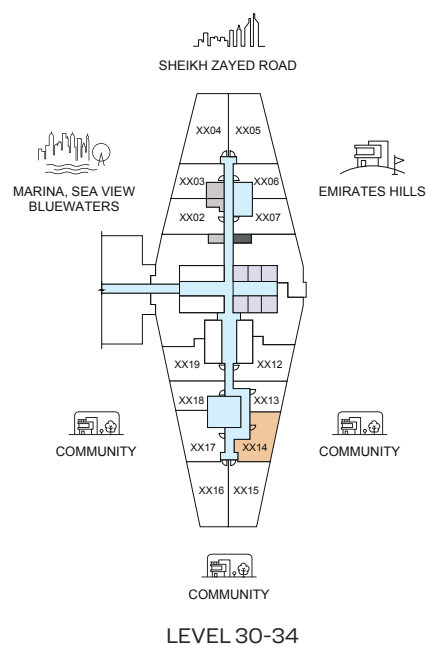 SHEIKH ZAYED ROAD
XX04 XX05
MARINA, SEA VIEW
BLUEWATERS
XX03 XX06
EMIRATES HILLS
XX02 XX07
XX19 XX12
XX18 XX13
COMMUNITY
XX17 XX14
COMMUNITY
XX16 XX15
COMMUNITY
LEVEL 30-34